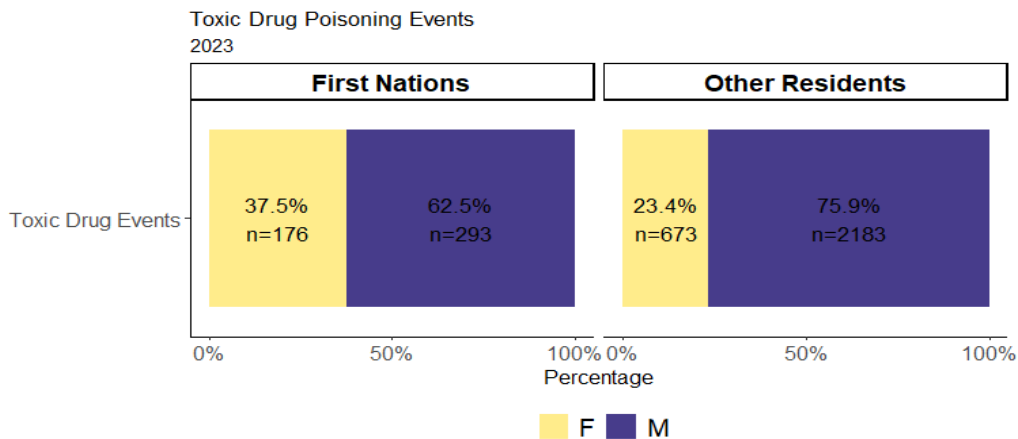 Toxic Drug Poisoning Events
2023
First Nations
Other Residents
Toxic Drug Events
37.5%
n=176
62.5%
n=293
23.4%
n=673
75.9%
n=2183
0%
50%
100%
0%
50%
100%
Percentage
F
M